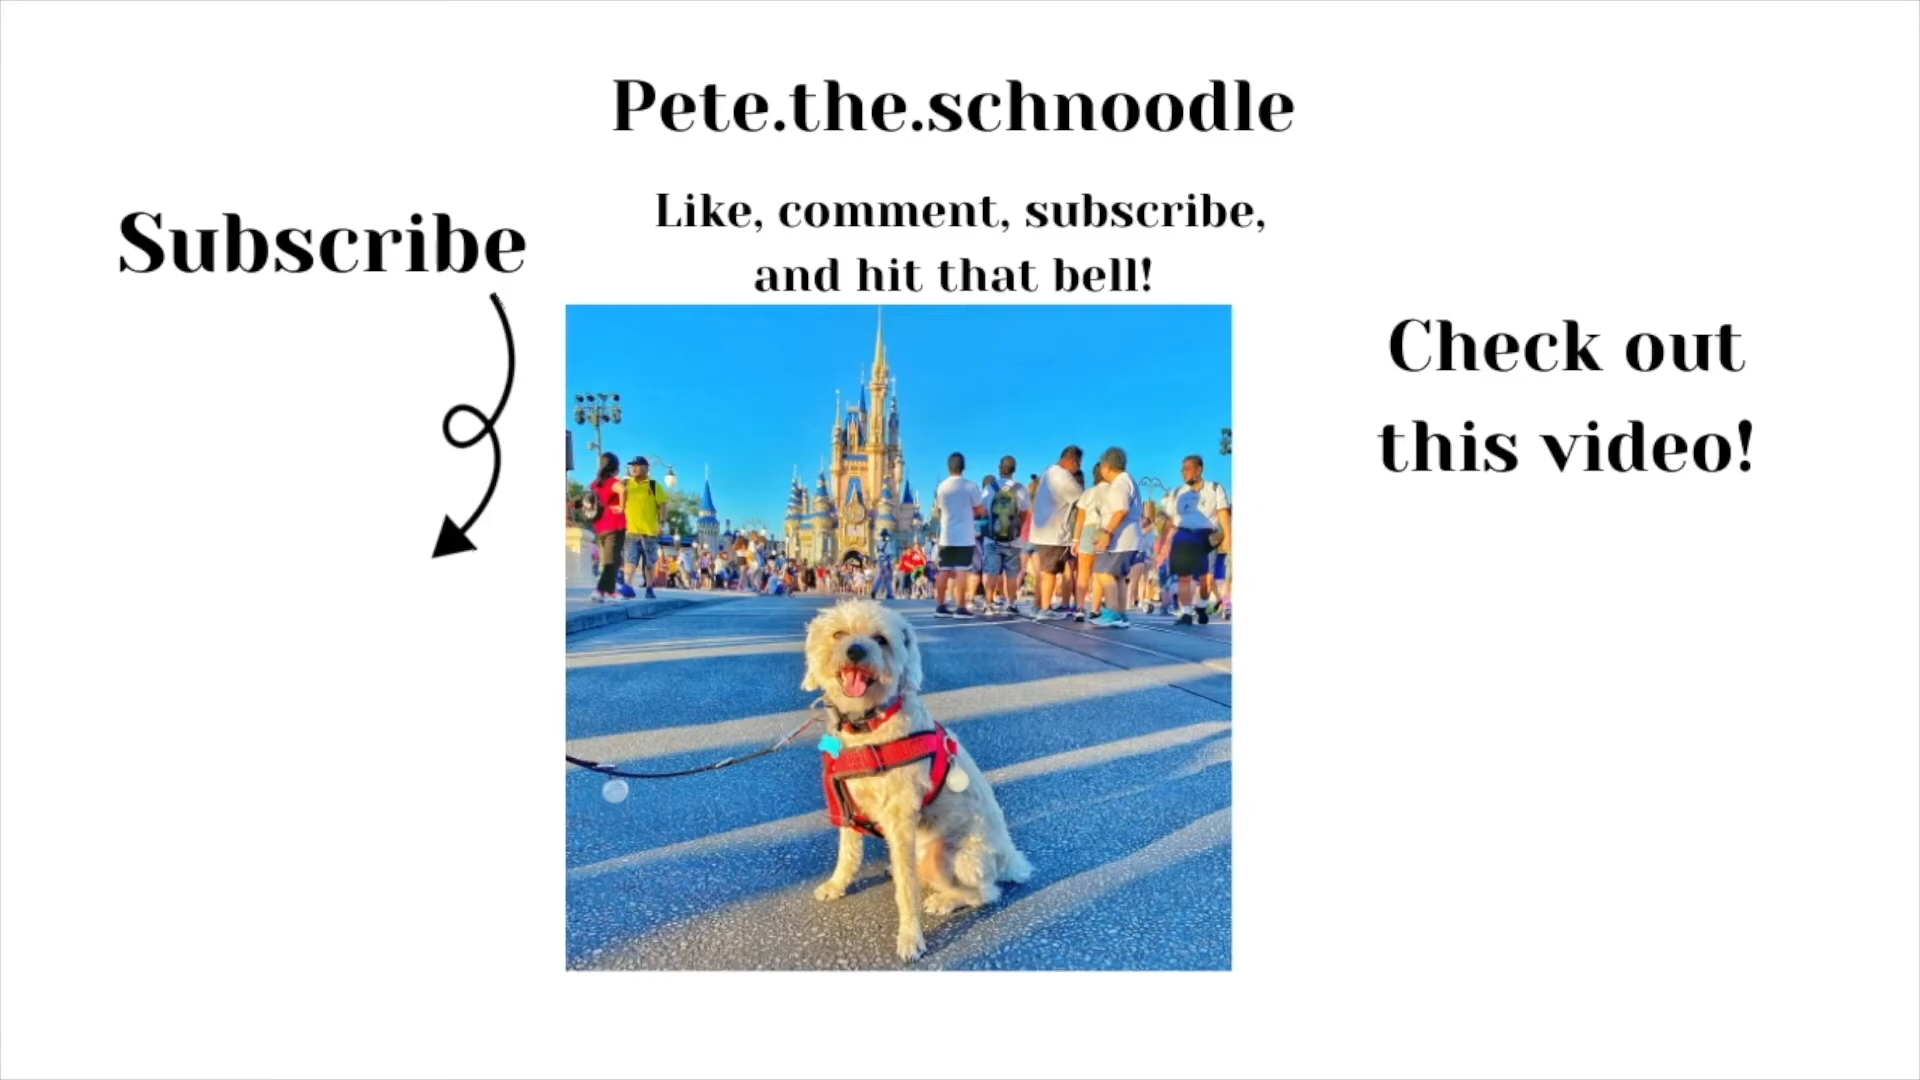 Pete.the.schnoodle
Subscribe
Like, comment, subscribe,
and hit that bell!
Check out
this video!